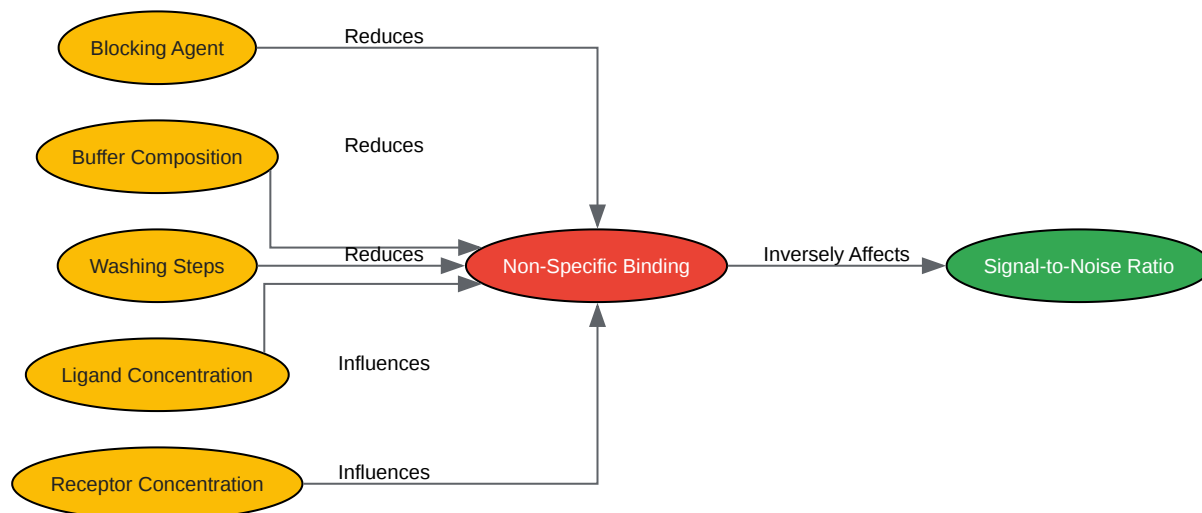 Blocking Agent
Reduces
Buffer Composition
Reduces
Washing Steps
Reduces
Non-Specific Binding
Inversely Affects
Signal-to-Noise Ratio
Ligand Concentration
Influences
Receptor Concentration
Influences